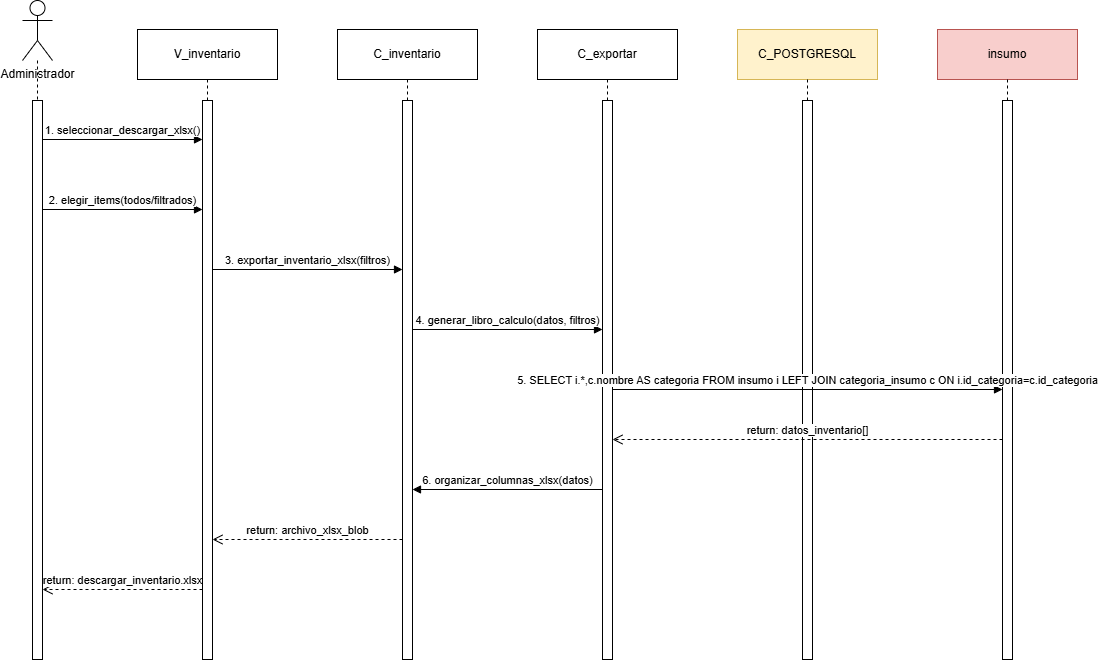 Administrador
V_inventario
C_inventario
C_exportar
C_POSTGRESQL
insumo
1. seleccionar_descargar_xlsx()
2. elegir_items(todos/filtrados)
3. exportar_inventario_xlsx(filtros)
4. generar_libro_calculo(datos, filtros)
5. SELECT i.*,c.nombre AS categoria FROM insumo i LEFT JOIN categoria_insumo c ON i.id_categoria=c.id_categoria
return: datos_inventario[]
6. organizar_columnas_xlsx(datos)
return: archivo_xlsx_blob
return: descargar_inventario.xlsx